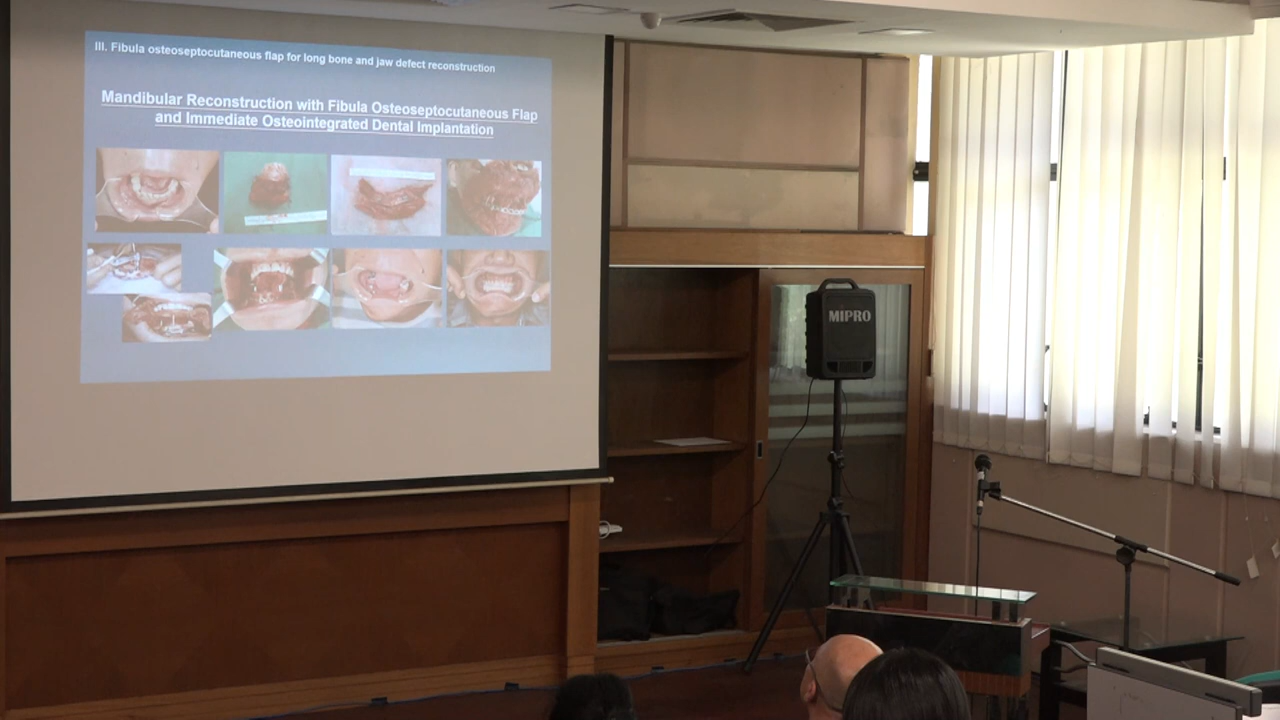 III. Fibula osteoseptocutaneous flap for long bone and jaw defect reconstruction
Mandibular Reconstruction with Fibula Osteoseptocutaneous Flap
and Immediate Osteointegrated Dental Implantation
MIPRO